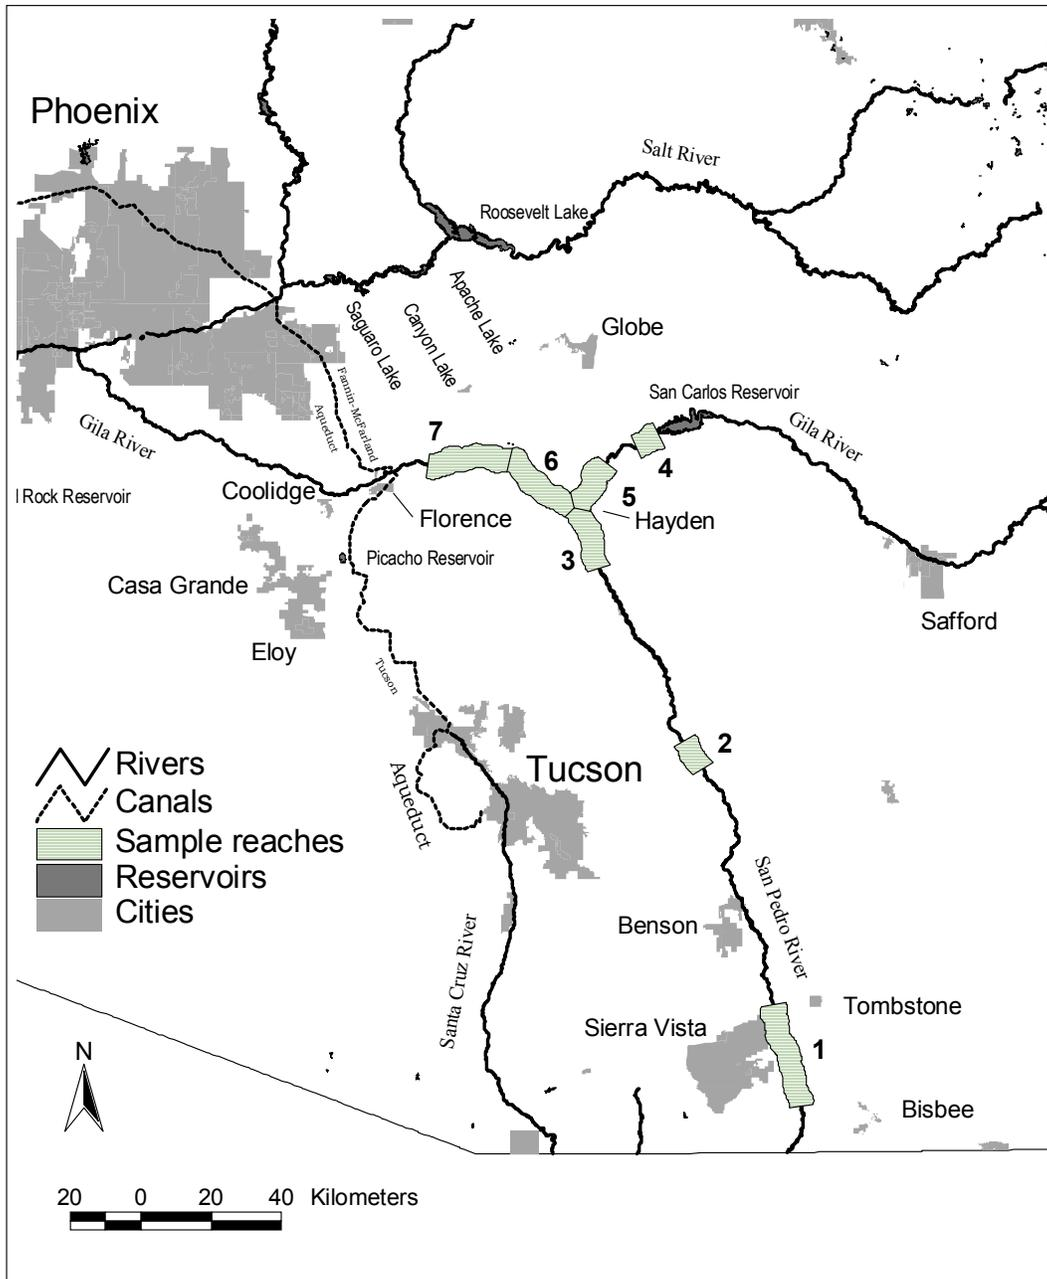 Phoenix
Salt River
Roosevelt Lake
Apache Lake
Canyon Lake
Saguaro Lake
Globe
Fannin-McFarland
Aqueduct
San Carlos Reservoir
Gila River
Gila River
7
6
4
5
l Rock Reservoir
Coolidge
Florence
Hayden
3
Picacho Reservoir
Casa Grande
Safford
Eloy
Tucson
2
Tucson
Aqueduct
Rivers
Canals
Sample reaches
Reservoirs
Cities
San Pedro River
Benson
Santa Cruz River
Tombstone
Sierra Vista
1
N
Bisbee
20 0 20 40 Kilometers